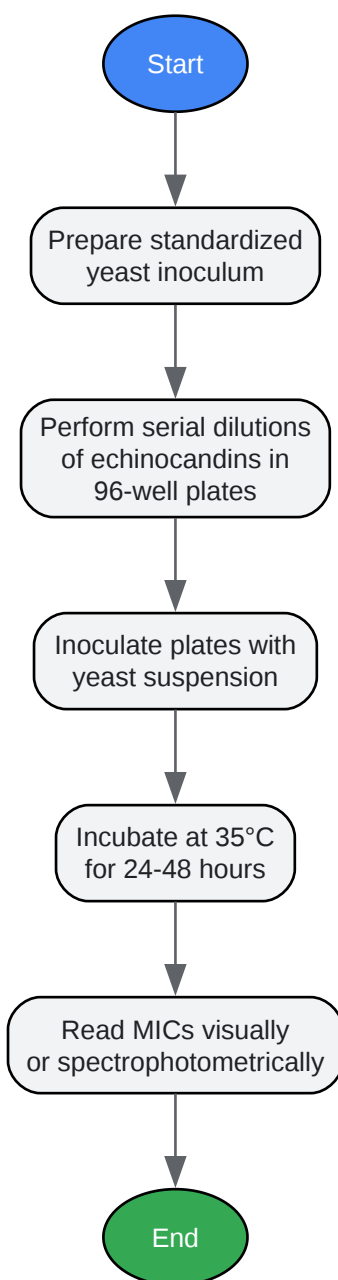 Start
Prepare standardized
yeast inoculum
Perform serial dilutions
of echinocandins in
96-well plates
Inoculate plates with
yeast suspension
Incubate at 35°C
for 24-48 hours
Read MICs visually
or spectrophotometrically
End